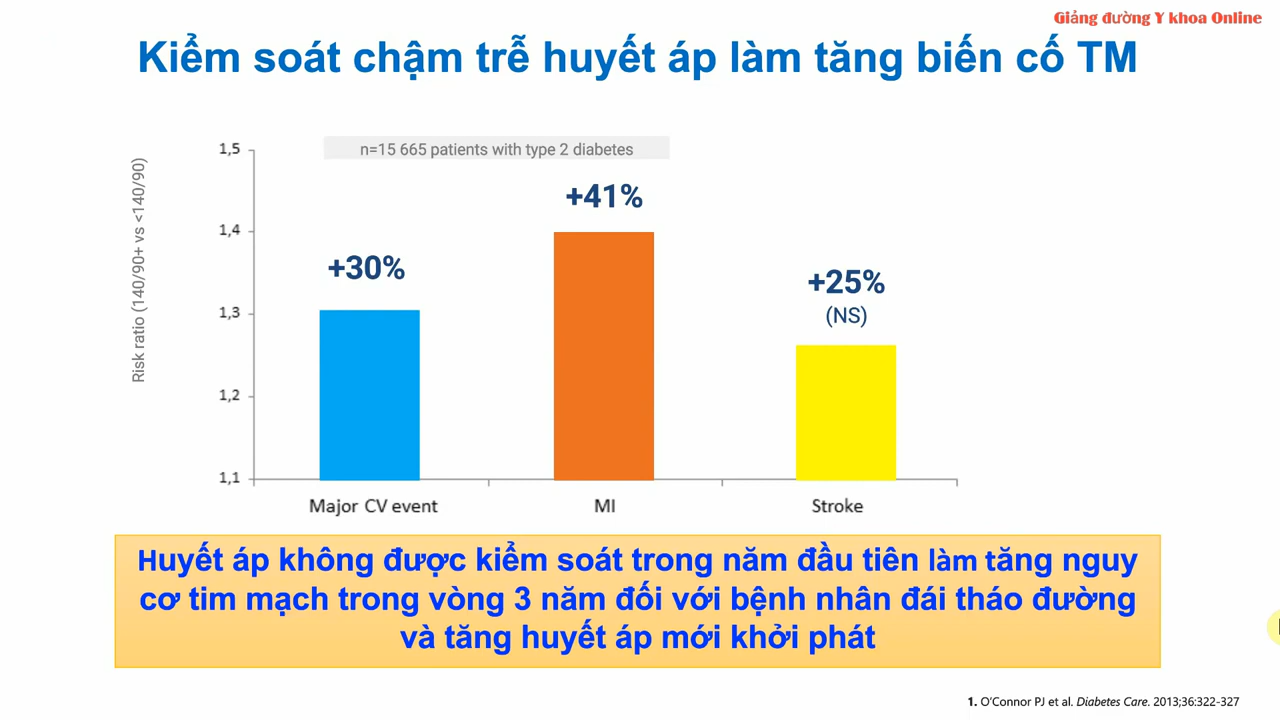 Giảng đường Y khoa Online
Kiểm soát chậm trễ huyết áp làm tăng biến cố TM
n=15 665 patients with type 2 diabetes
Risk ratio (140/90+ vs <140/90)
1,5
1,4
1,3
1,2
1,1
+30%
+41%
+25%
(NS)
Major CV event
MI
Stroke
Huyết áp không được kiểm soát trong năm đầu tiên làm tăng nguy
cơ tim mạch trong vòng 3 năm đối với bệnh nhân đái tháo đường
và tăng huyết áp mới khởi phát
1. O'Connor PJ et al. Diabetes Care. 2013;36:322-327